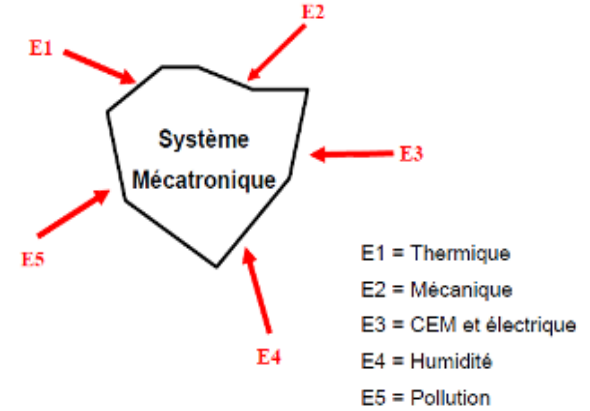 E2
E1
Système
Mécatronique
E3
E5
E4
E1 = Thermique
E2 = Mécanique
E3 = CEM et électrique
E4 = Humidité
E5 = Pollution